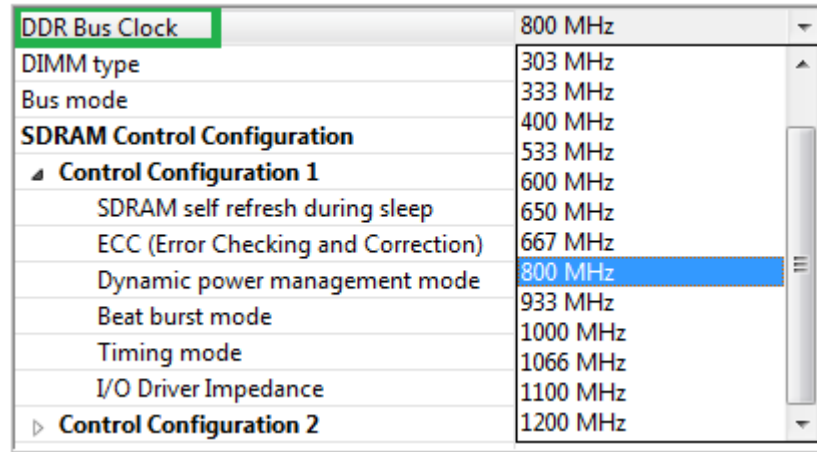 DDR Bus Clock 800 MHz
DIMM type 303 MHz
Bus mode 333 MHz
SDRAM Control Configuration 400 MHz
Control Configuration 1 533 MHz
SDRAM self refresh during sleep 600 MHz
ECC (Error Checking and Correction) 650 MHz
Dynamic power management mode 667 MHz
Beat burst mode 800 MHz
Timing mode 933 MHz
I/O Driver Impedance 1000 MHz
Control Configuration 2 1066 MHz
1100 MHz
1200 MHz